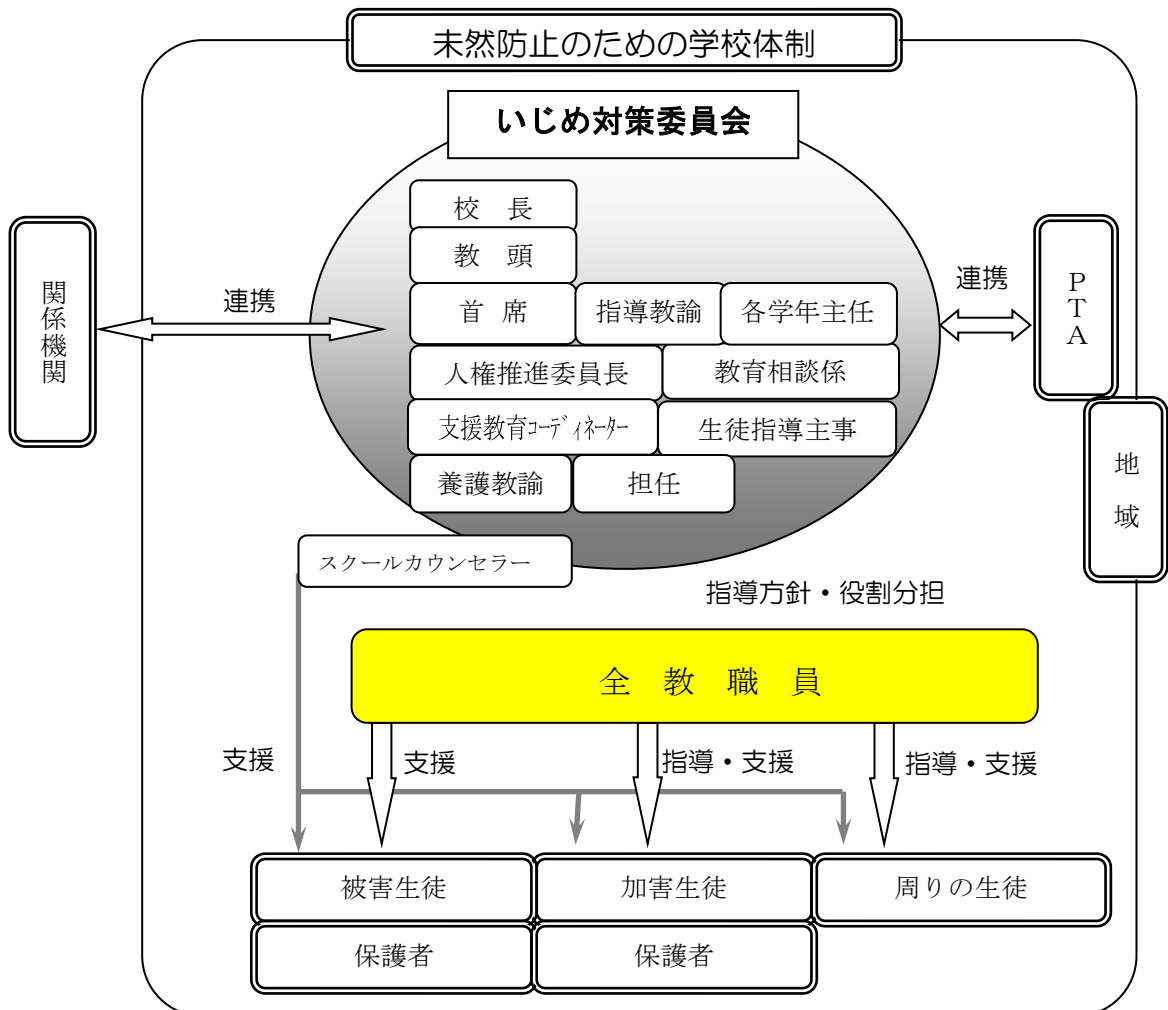 未然防止のための学校体制
いじめ対策委員会
校　長
教　頭
首 席
指導教諭
各学年主任
人権推進委員長
教育相談係
支援教育ｺｰﾃﾞｨﾈｰﾀｰ
生徒指導主事
養護教諭
担任
スクールカウンセラー
関係機関
連携
連携
ＰＴＡ
地域
指導方針・役割分担
全　教　職　員
支援
支援
指導・支援
指導・支援
被害生徒
加害生徒
周りの生徒
保護者
保護者